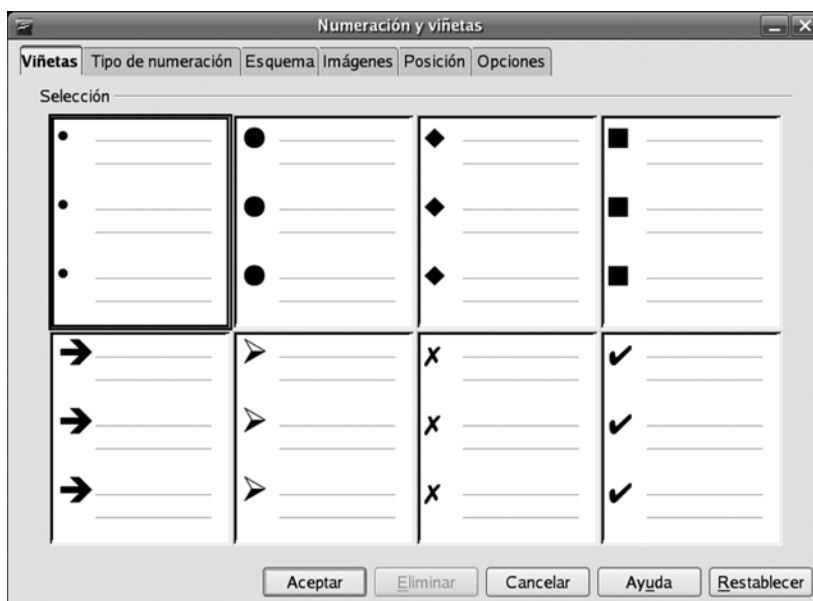 Numeración y viñetas
Viñetas Tipo de numeración Esquema Imágenes Posición Opciones
Selección
Aceptar Eliminar Cancelar Ayuda Restablecer